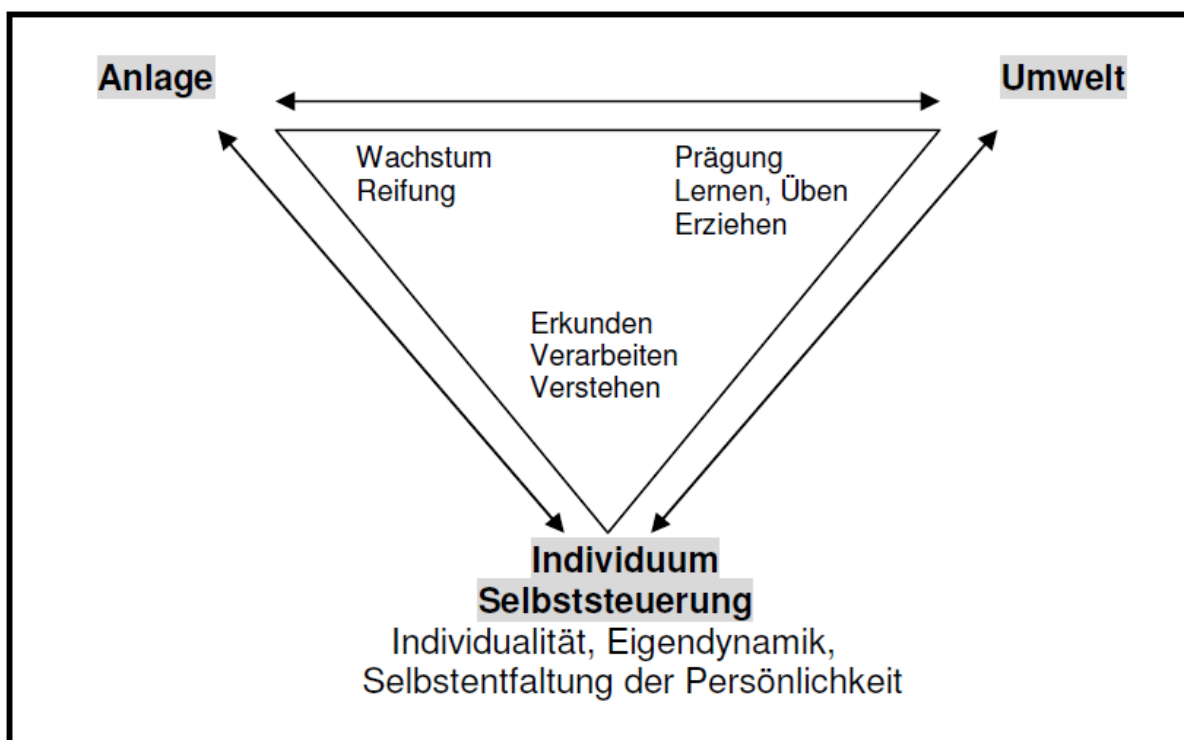 Anlage
Umwelt
Wachstum
Reifung
Prägung
Lernen, Üben
Erziehen
Erkunden
Verarbeiten
Verstehen
Individuum
Selbststeuerung
Individualität, Eigendynamik,
Selbstentfaltung der Persönlichkeit